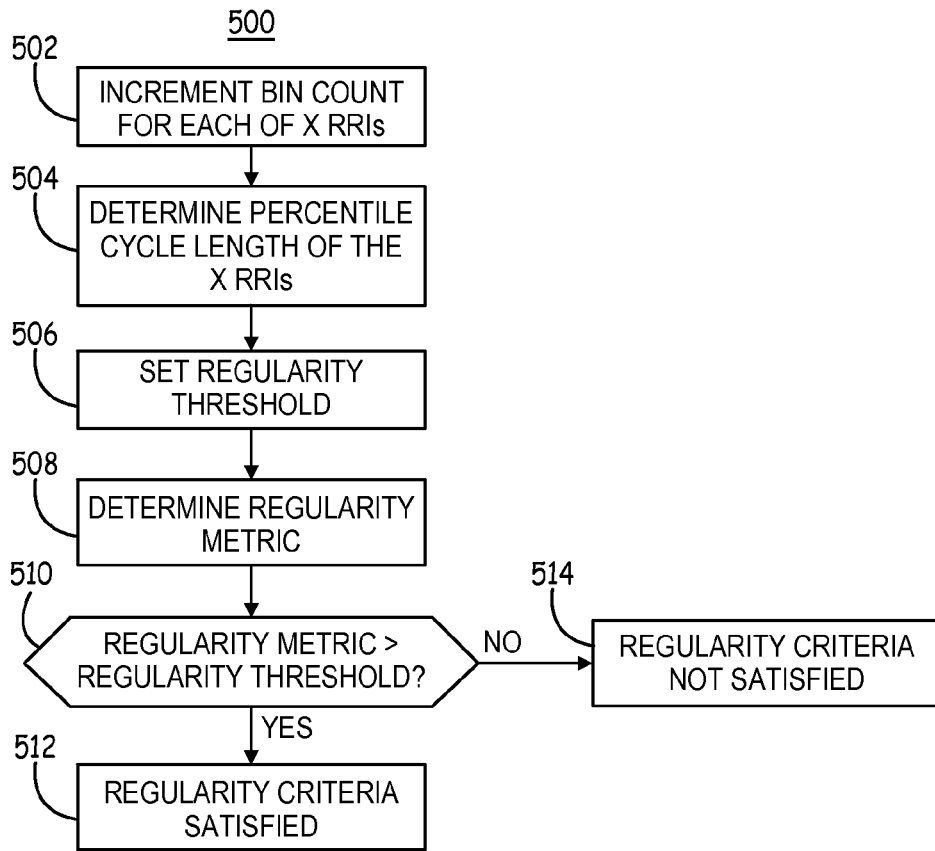 500
502
INCREMENT BIN COUNT
FOR EACH OF X RRIs
504
DETERMINE PERCENTILE
CYCLE LENGTH OF THE
X RRIs
506
SET REGULARITY
THRESHOLD
508
DETERMINE REGULARITY
METRIC
510
REGULARITY METRIC >
REGULARITY THRESHOLD?
NO
514
REGULARITY CRITERIA
NOT SATISFIED
YES
512
REGULARITY CRITERIA
SATISFIED